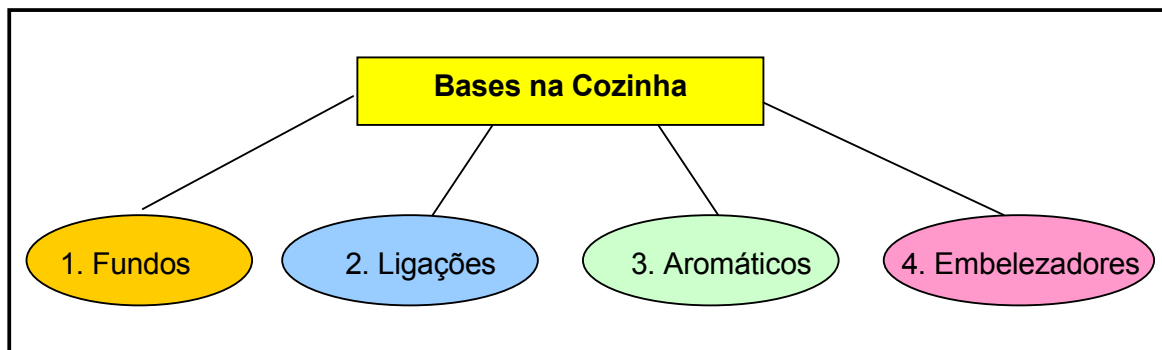 Bases na Cozinha
1. Fundos
2. Ligações
3. Aromáticos
4. Embelezadores